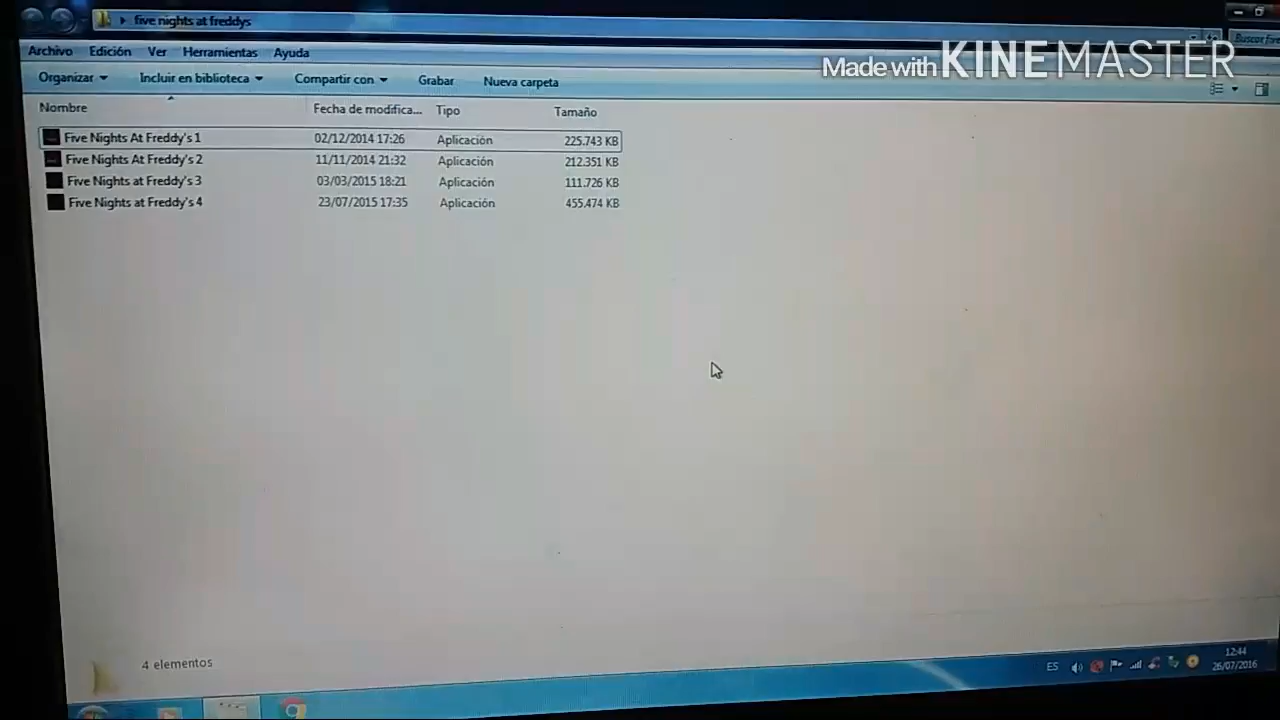 five nights at freddys
Archivo Edición Ver Herramientas Ayuda
Made with KINEMASTER
Organizar Incluir en biblioteca Compartir con Grabar Nueva carpeta
Nombre Fecha de modifica... Tipo Tamaño
Five Nights At Freddy's 1 02/12/2014 17:26 Aplicación 225.743 KB
Five Nights At Freddy's 2 11/11/2014 21:32 Aplicación 212.351 KB
Five Nights at Freddy's 3 03/03/2015 18:21 Aplicación 111.726 KB
Five Nights at Freddy's 4 23/07/2015 17:35 Aplicación 455.474 KB
4 elementos
ES 12:44
26/07/2016